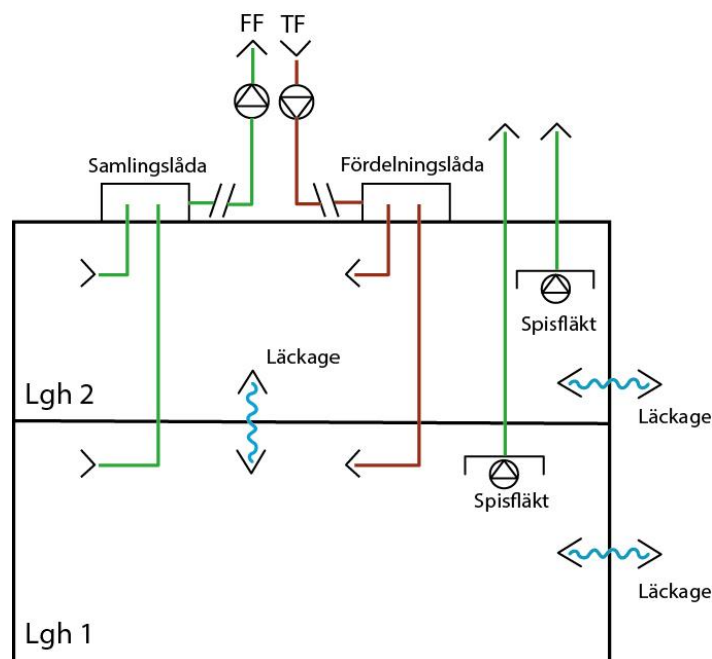 FF TF
Samlingslåda
Fördelningslåda
Spisfläkt
Läckage
Lgh 2
Läckage
Spisfläkt
Läckage
Lgh 1